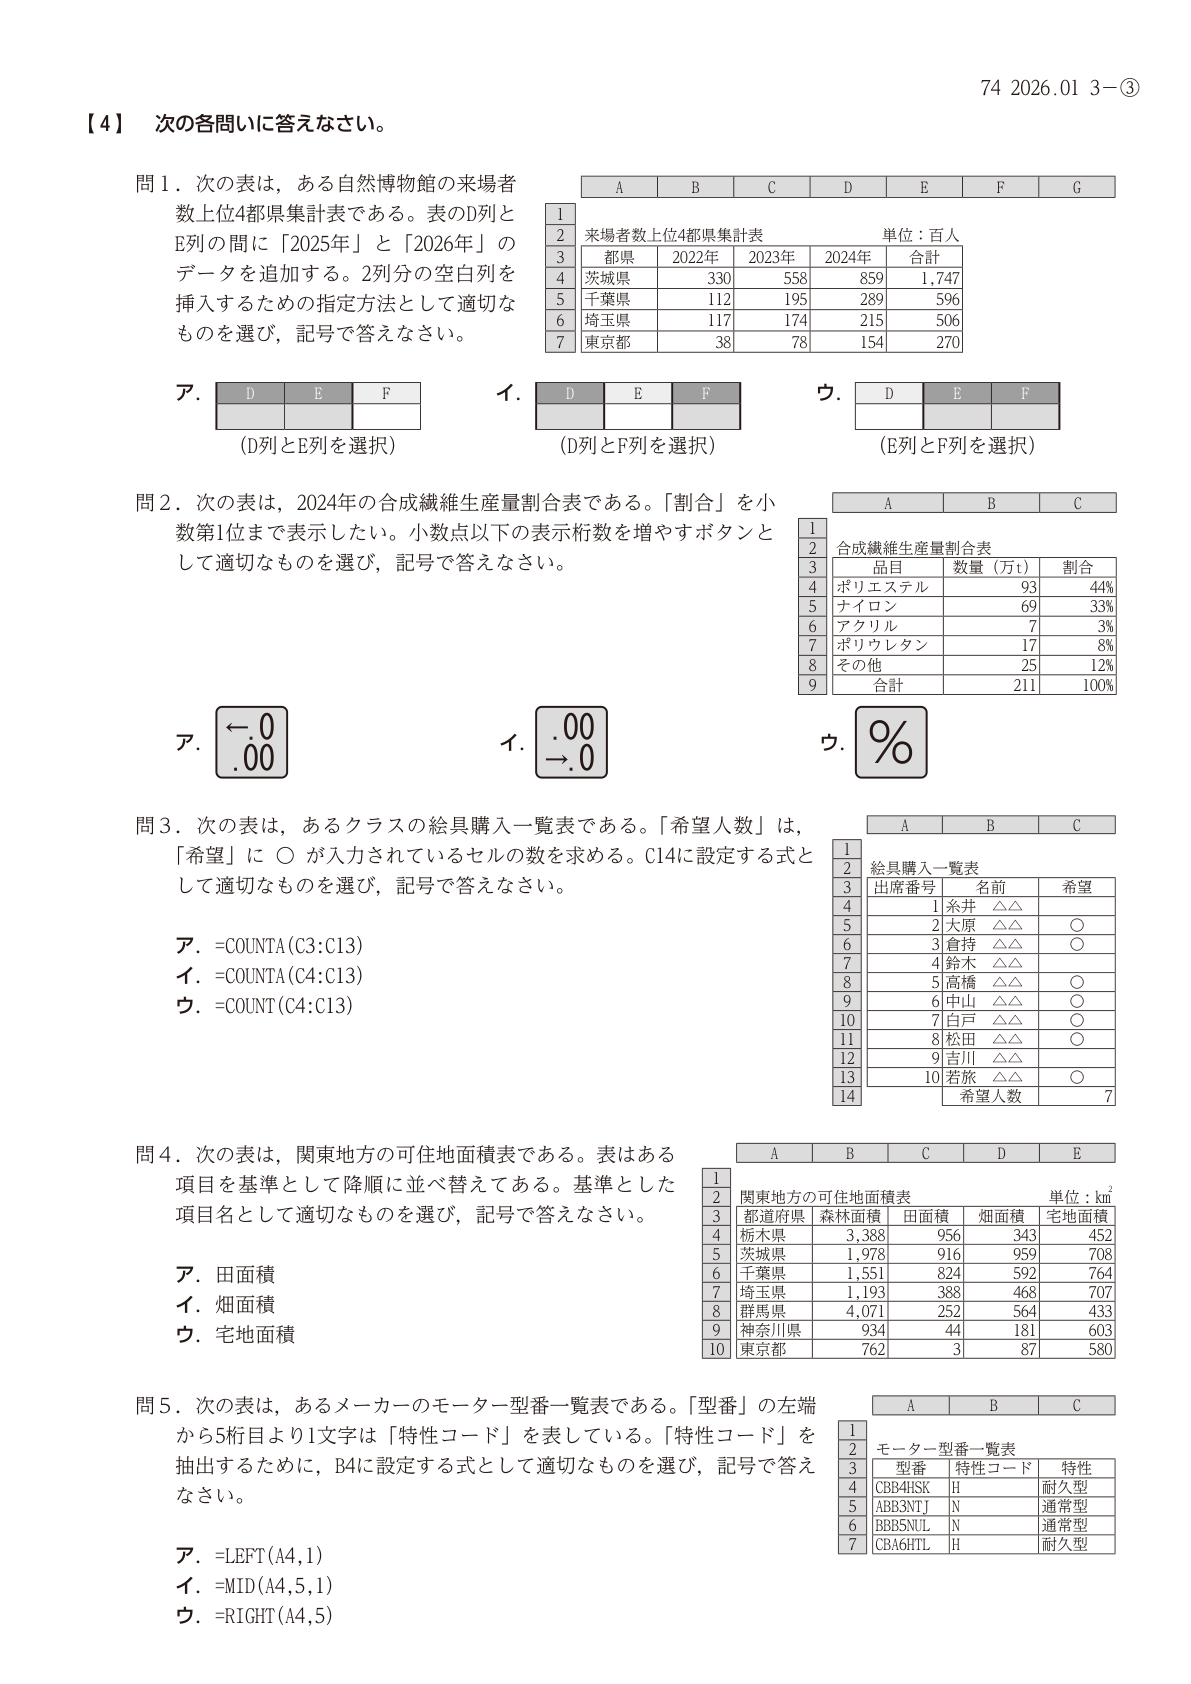 74 2026.01 3－③
【4】 次の各問いに答えなさい。
問１．次の表は，ある自然博物館の来場者
数上位4都県集計表である。表のD列と
E列の間に「2025年」と「2026年」の
データを追加する。2列分の空白列を
挿入するための指定方法として適切な
ものを選び，記号で答えなさい。
A B C D E F G
1
2 来場者数上位4都県集計表 単位：百人
3 都県 2022年 2023年 2024年 合計
4 茨城県 330 558 859 1,747
5 千葉県 112 195 289 596
6 埼玉県 117 174 215 506
7 東京都 38 78 154 270
ア． D E F イ． D E F ウ． D E F
（D列とE列を選択） （D列とF列を選択） （E列とF列を選択）
問２．次の表は，2024年の合成繊維生産量割合表である。「割合」を小
数第1位まで表示したい。小数点以下の表示桁数を増やすボタンと
して適切なものを選び，記号で答えなさい。
A B C
1
2 合成繊維生産量割合表
3 品目 数量（万t） 割合
4 ポリエステル 93 44%
5 ナイロン 69 33%
6 アクリル 7 3%
7 ポリウレタン 17 8%
8 その他 25 12%
9 合計 211 100%
ア． ←.0 .00 イ． .00 →.0 ウ． %
問３．次の表は，あるクラスの絵具購入一覧表である。「希望人数」は，
「希望」に ○ が入力されているセルの数を求める。C14に設定する式と
して適切なものを選び，記号で答えなさい。
ア．=COUNTA(C3:C13)
イ．=COUNTA(C4:C13)
ウ．=COUNT(C4:C13)
A B C
1
2 絵具購入一覧表
3 出席番号 名前 希望
4 1 糸井 △△
5 2 大原 △△ ○
6 3 倉持 △△ ○
7 4 鈴木 △△
8 5 高橋 △△ ○
9 6 中山 △△ ○
10 7 白戸 △△ ○
11 8 松田 △△ ○
12 9 吉川 △△
13 10 若旅 △△ ○
14 希望人数 7
問４．次の表は，関東地方の可住地面積表である。表はある
項目を基準として降順に並べ替えてある。基準とした
項目名として適切なものを選び，記号で答えなさい。
ア．田面積
イ．畑面積
ウ．宅地面積
A B C D E
1
2 関東地方の可住地面積表 単位：km²
3 都道府県 森林面積 田面積 畑面積 宅地面積
4 栃木県 3,388 956 343 452
5 茨城県 1,978 916 959 708
6 千葉県 1,551 824 592 764
7 埼玉県 1,193 388 468 707
8 群馬県 4,071 252 564 433
9 神奈川県 934 44 181 603
10 東京都 762 3 87 580
問５．次の表は，あるメーカーのモーター型番一覧表である。「型番」の左端
から5桁目より1文字は「特性コード」を表している。「特性コード」を
抽出するために，B4に設定する式として適切なものを選び，記号で答え
なさい。
ア．=LEFT(A4,1)
イ．=MID(A4,5,1)
ウ．=RIGHT(A4,5)
A B C
1
2 モーター型番一覧表
3 型番 特性コード 特性
4 CBB4HSK H 耐久型
5 ABB3NTJ N 通常型
6 BBB5NUL N 通常型
7 CBA6HTL H 耐久型